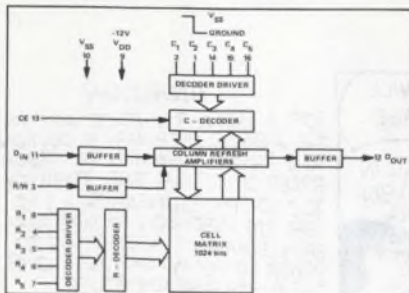 VSS
GROUND
-12V
VSS VDD
10 9
C1 C2 C3 C4 C5
2 1 14 15 16
DECODER DRIVER
CE 13
C – DECODER
DIN 11
BUFFER
COLUMN REFRESH AMPLIFIERS
BUFFER
12 DOUT
R/W 3
BUFFER
R1 8
R2 4
R3 5
R4 6
R5 7
DECODER DRIVER
R – DECODER
CELL
MATRIX
1024 bits